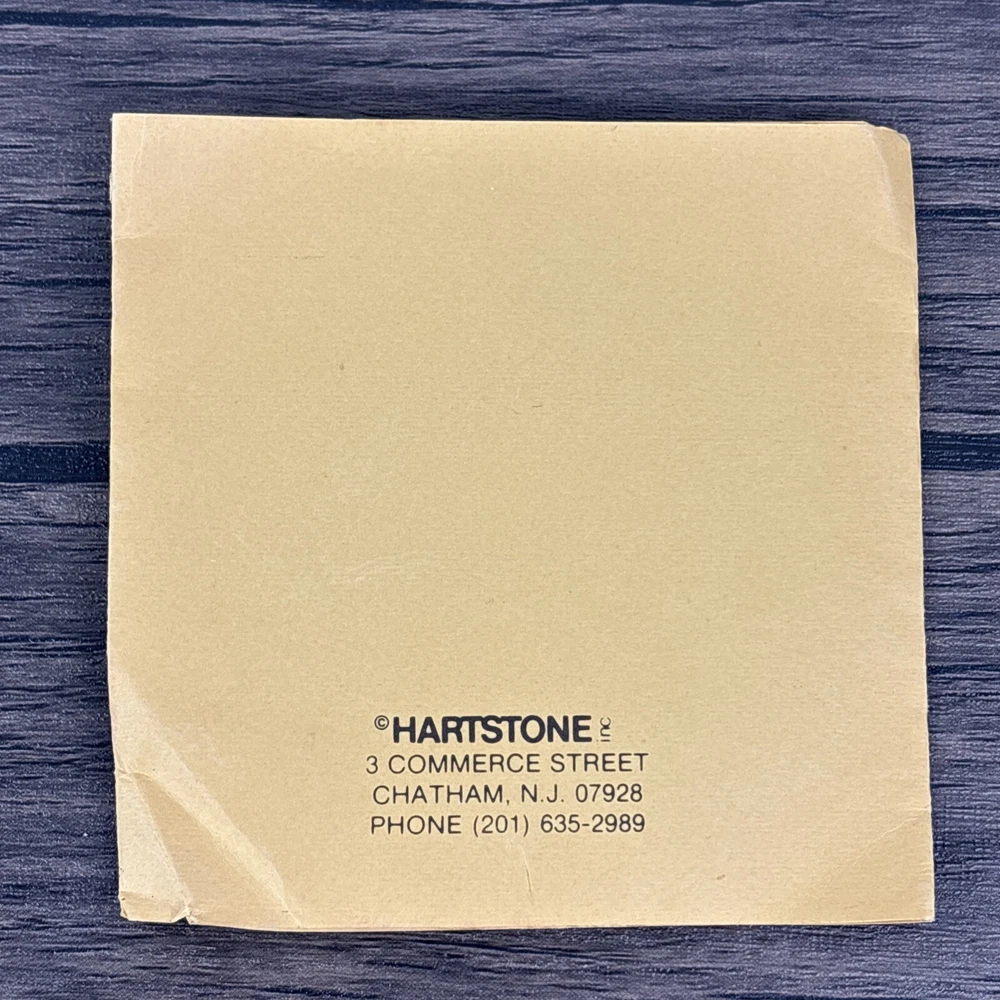 ©HARTSTONE INC
3 COMMERCE STREET
CHATHAM, N.J. 07928
PHONE (201) 635-2989